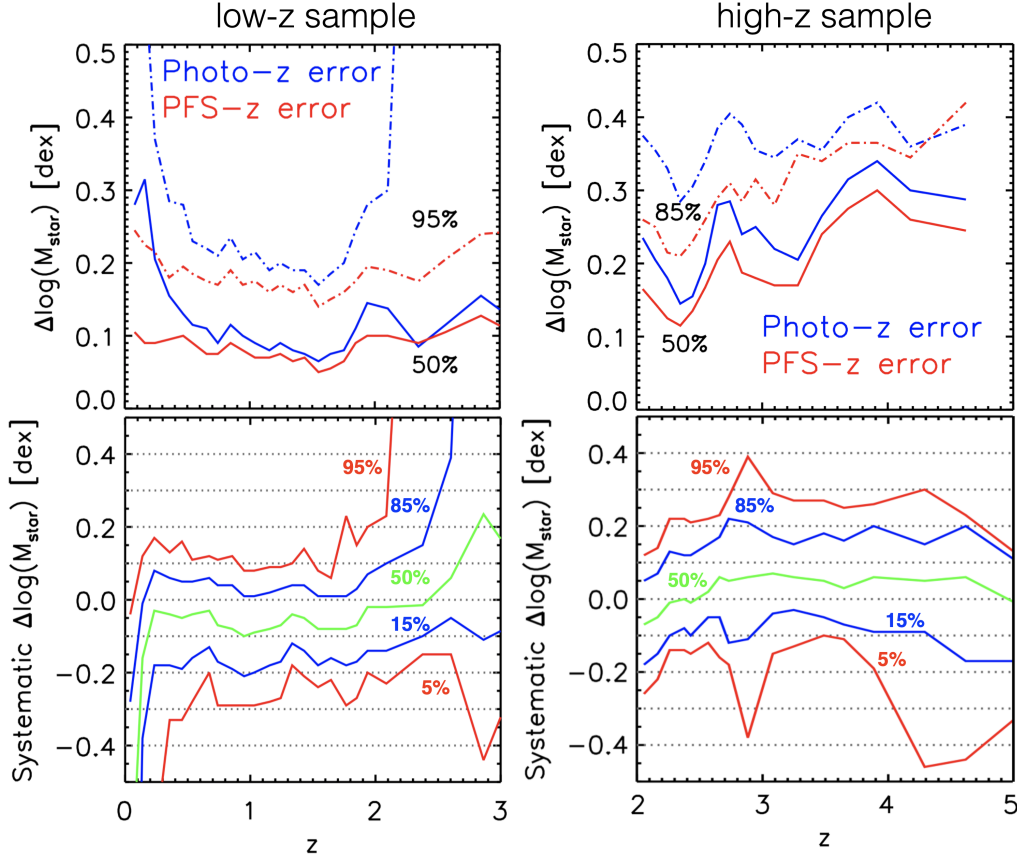 low-z sample
high-z sample
Δlog(M_star) [dex]
0.5
0.4
0.3
0.2
0.1
0.0
Photo-z error
PFS-z error
95%
50%
Δlog(M_star) [dex]
0.5
0.4
0.3
0.2
0.1
0.0
85%
50%
Photo-z error
PFS-z error
Systematic Δlog(M_star) [dex]
0.4
0.2
0.0
-0.2
-0.4
95%
85%
50%
15%
5%
0 1 2 3
z
Systematic Δlog(M_star) [dex]
0.4
0.2
0.0
-0.2
-0.4
95%
85%
50%
15%
5%
2 3 4 5
z